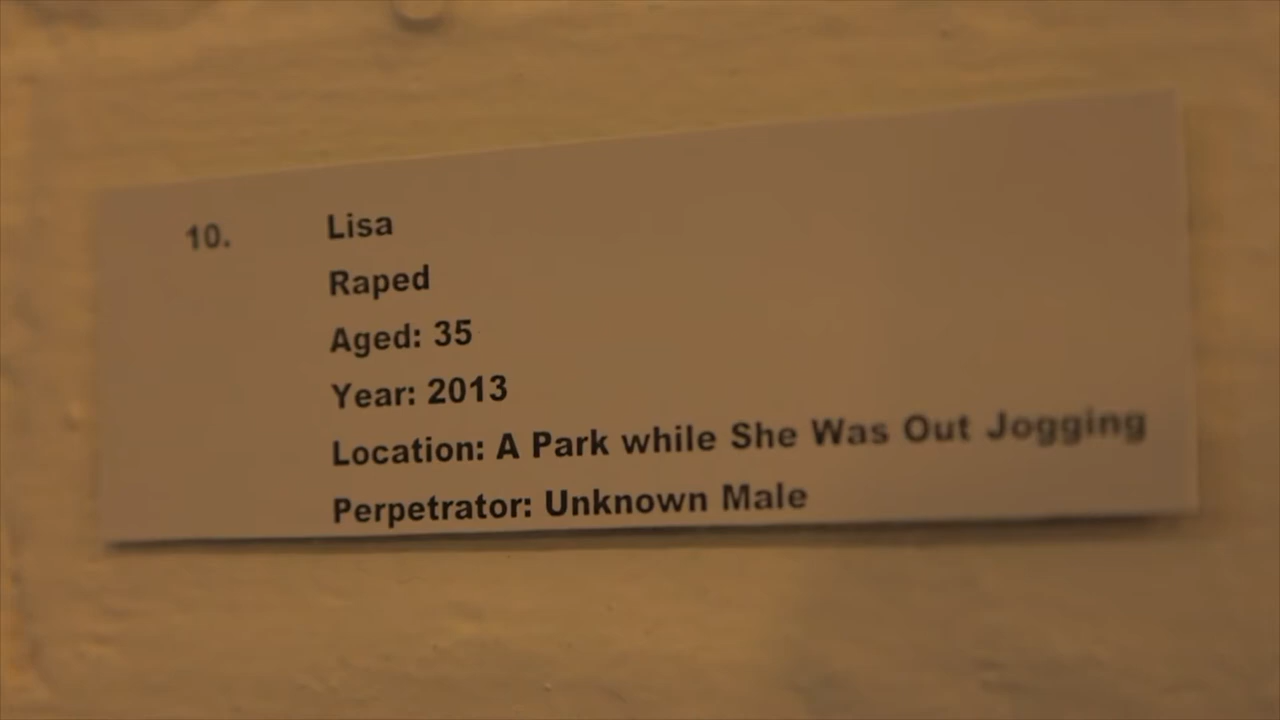 10. Lisa
Raped
Aged: 35
Year: 2013
Location: A Park while She Was Out Jogging
Perpetrator: Unknown Male